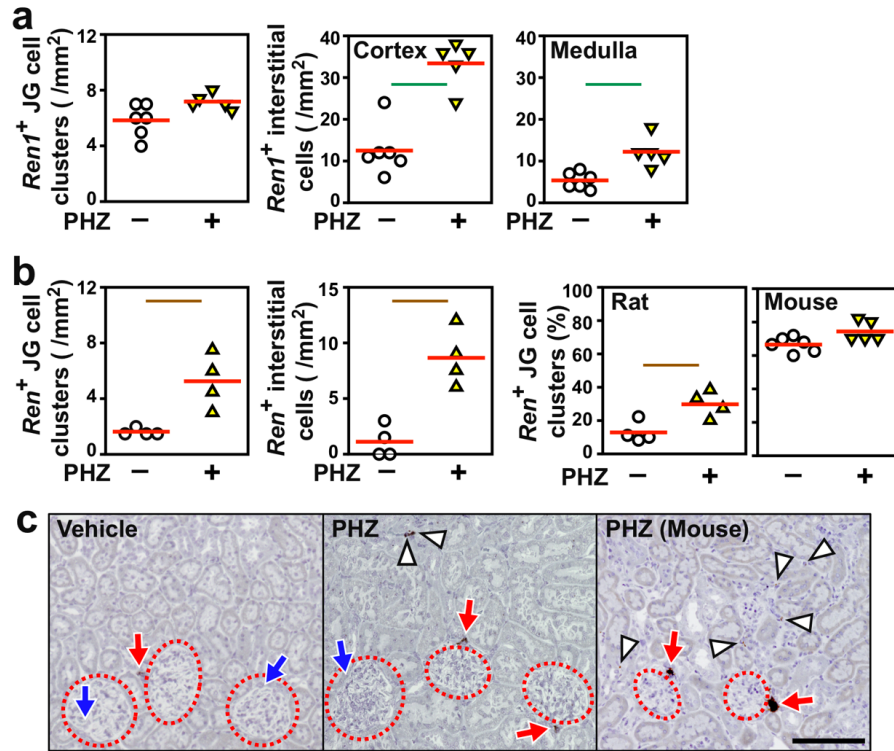 a
Ren1+ JG cell
clusters ( /mm2)
12
8
4
0
PHZ − +
Ren1+ interstitial
cells ( /mm2)
Cortex
40
30
20
10
0
PHZ − +
Medulla
40
30
20
10
0
PHZ − +
b
Ren+ JG cell
clusters ( /mm2)
12
8
4
0
PHZ − +
Ren+ interstitial
cells ( /mm2)
15
10
5
0
PHZ − +
Ren+ JG cell
clusters (%)
Rat
100
80
60
40
20
0
PHZ − +
Mouse
− +
c
Vehicle
PHZ
PHZ (Mouse)